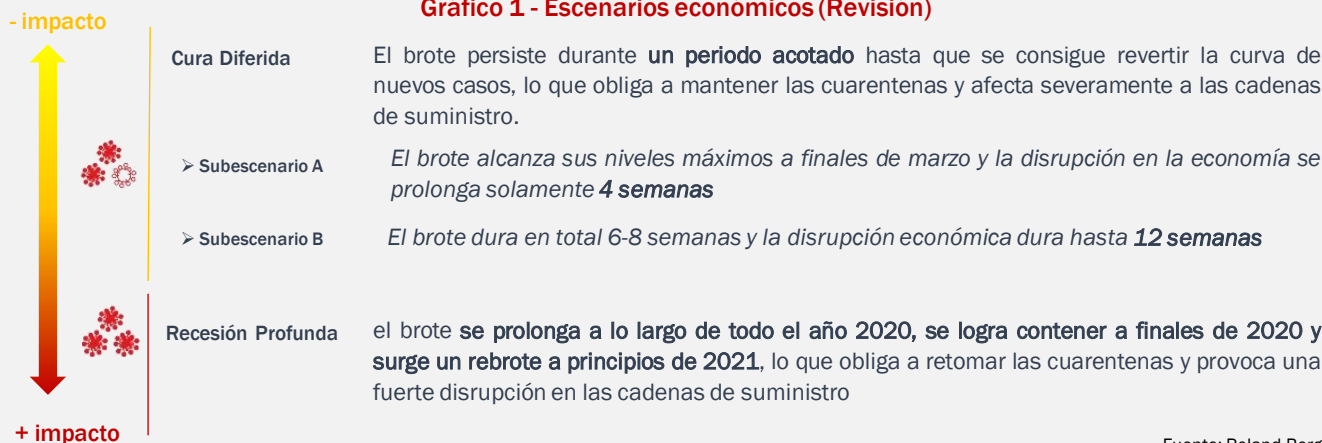 Gráfico 1 - Escenarios económicos (Revisión)
- impacto
Cura Diferida
El brote persiste durante un periodo acotado hasta que se consigue revertir la curva de
nuevos casos, lo que obliga a mantener las cuarentenas y afecta severamente a las cadenas
de suministro.
➢ Subescenario A
El brote alcanza sus niveles máximos a finales de marzo y la disrupción en la economía se
prolonga solamente 4 semanas
➢ Subescenario B
El brote dura en total 6-8 semanas y la disrupción económica dura hasta 12 semanas
Recesión Profunda
el brote se prolonga a lo largo de todo el año 2020, se logra contener a finales de 2020 y
surge un rebrote a principios de 2021, lo que obliga a retomar las cuarentenas y provoca una
fuerte disrupción en las cadenas de suministro
+ impacto
Fuente: Roland Berg